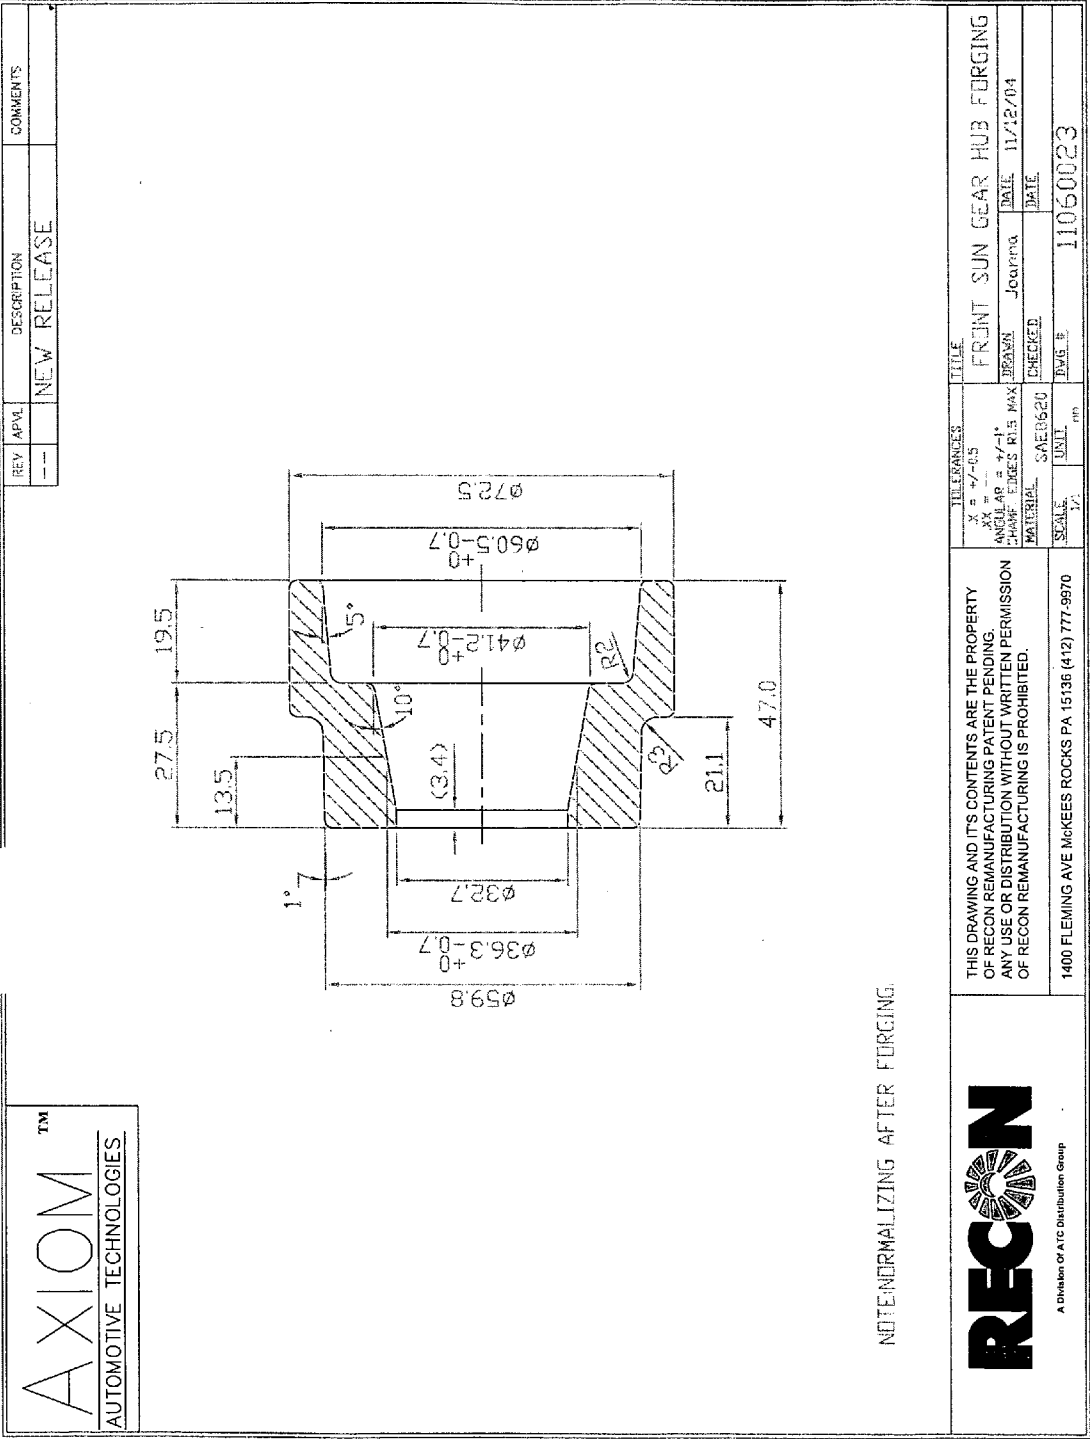 AXIOM TM
AUTOMOTIVE TECHNOLOGIES
REV APVL DESCRIPTION COMMENTS
-- NEW RELEASE
19.5
27.5
13.5
1°
5°
10°
(3.4)
R2
R3
21.1
47.0
Ø72.5
Ø60.5 +0 -0.7
Ø41.2 +0 -0.7
Ø32.7
Ø36.3 +0 -0.7
Ø59.8
NOTE:NORMALIZING AFTER FORGING.
RECON
A Division Of ATC Distribution Group
THIS DRAWING AND IT'S CONTENTS ARE THE PROPERTY
OF RECON REMANUFACTURING PATENT PENDING.
ANY USE OR DISTRIBUTION WITHOUT WRITTEN PERMISSION
OF RECON REMANUFACTURING IS PROHIBITED.
1400 FLEMING AVE McKEES ROCKS PA 15136 (412) 777-9970
TOLERANCES
.X = +/-0.5
.XX = --
ANGULAR = +/-1°
CHAMF EDGES R1.5 MAX
MATERIAL SAE8620
SCALE 1/1
UNIT mm
TITLE
FRONT SUN GEAR HUB FORGING
DRAWN Joanna
DATE 11/12/04
CHECKED
DATE
DWG # 11060023